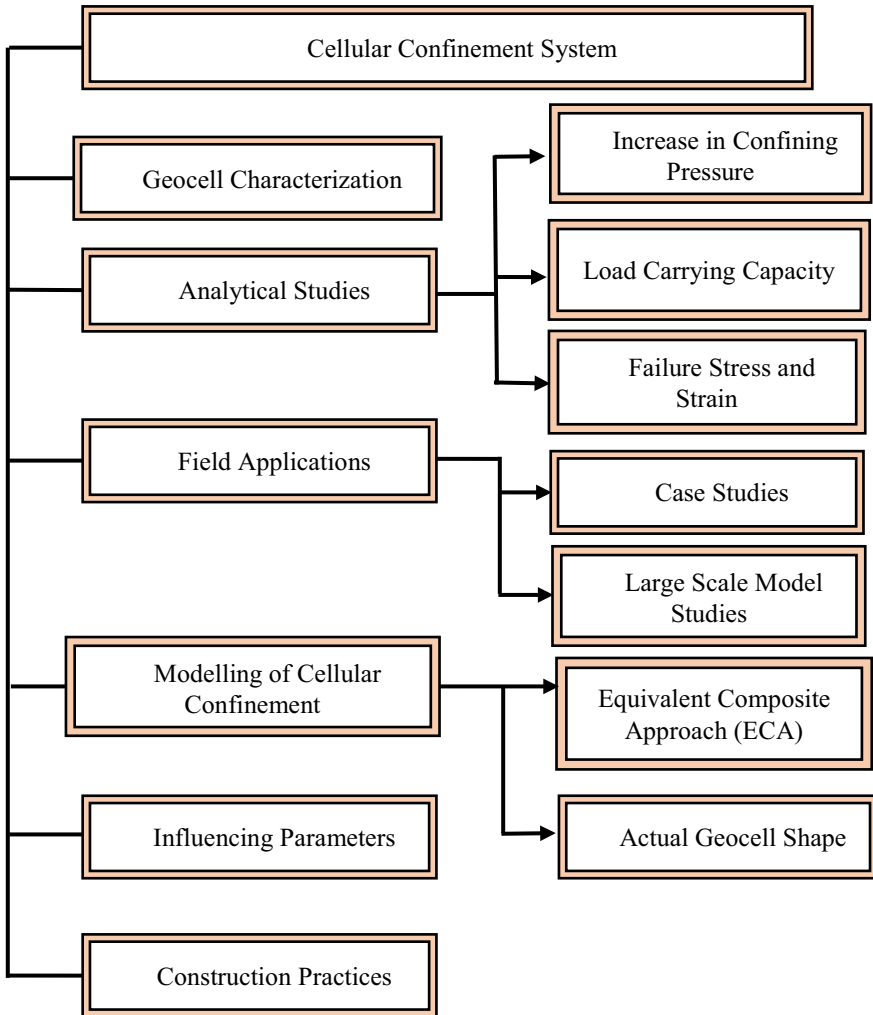 Cellular Confinement System
Geocell Characterization
Analytical Studies
Increase in Confining
Pressure
Load Carrying Capacity
Failure Stress and
Strain
Field Applications
Case Studies
Large Scale Model
Studies
Modelling of Cellular
Confinement
Equivalent Composite
Approach (ECA)
Actual Geocell Shape
Influencing Parameters
Construction Practices